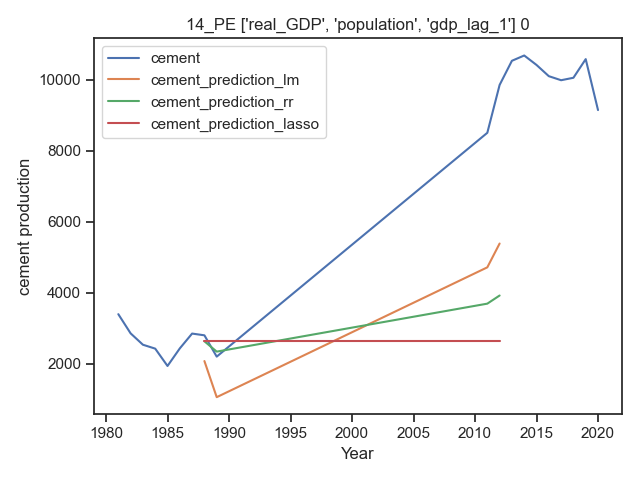 14_PE ['real_GDP', 'population', 'gdp_lag_1'] 0
cement
cement_prediction_lm
cement_prediction_rr
cement_prediction_lasso
cement production
10000
8000
6000
4000
2000
1980 1985 1990 1995 2000 2005 2010 2015 2020
Year